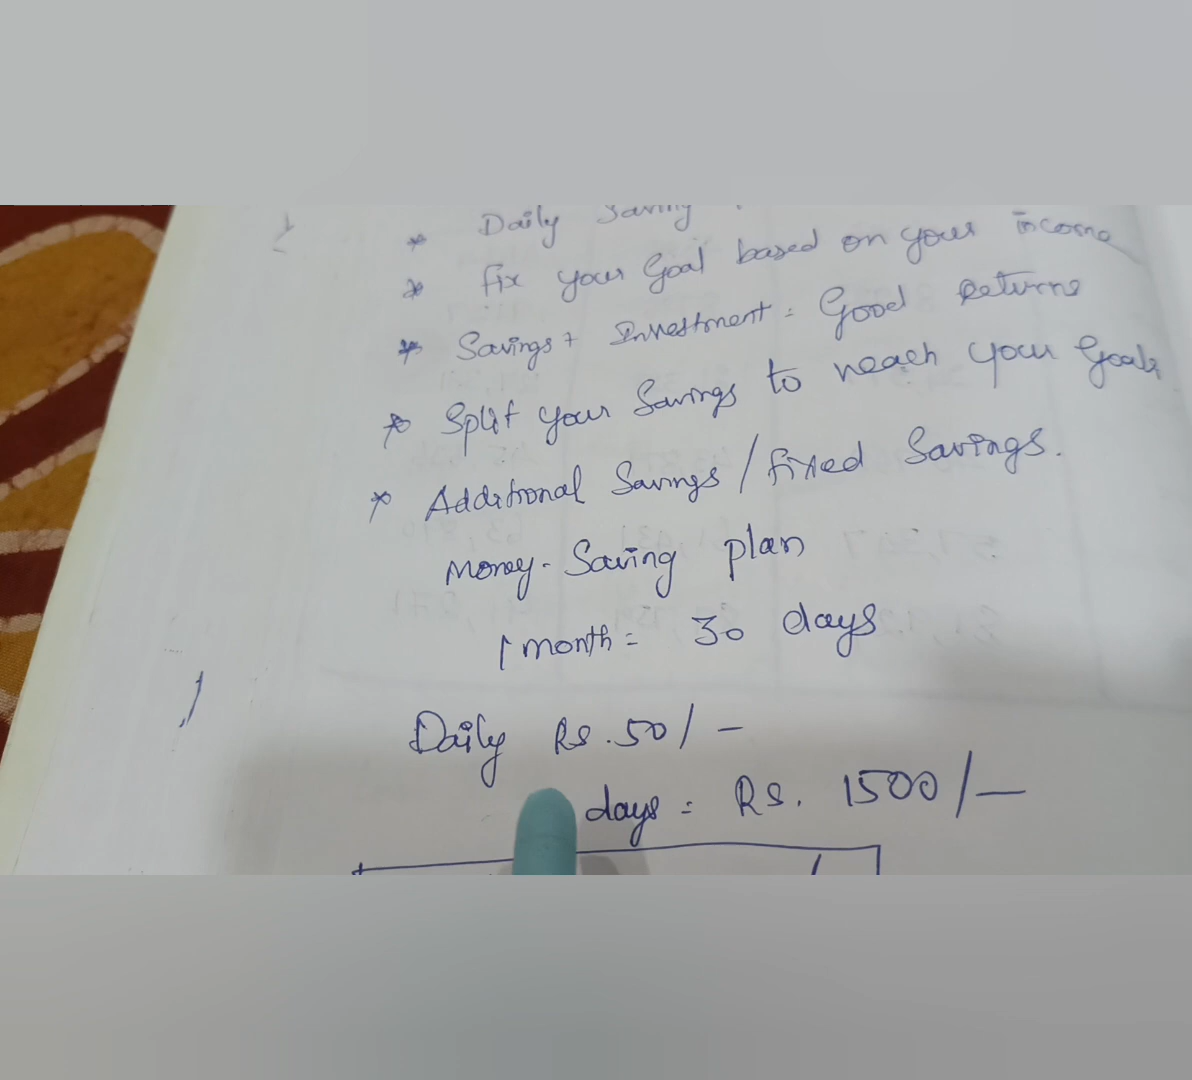 * Daily Saving
* fix your Goal based on your income
* Savings + Investment = Good Returns
* Split your Savings to reach your Goals
* Additional Savings / fixed Savings.
Money-Saving plan
1 month = 30 days
Daily Rs.50/-
days = Rs. 1500/-